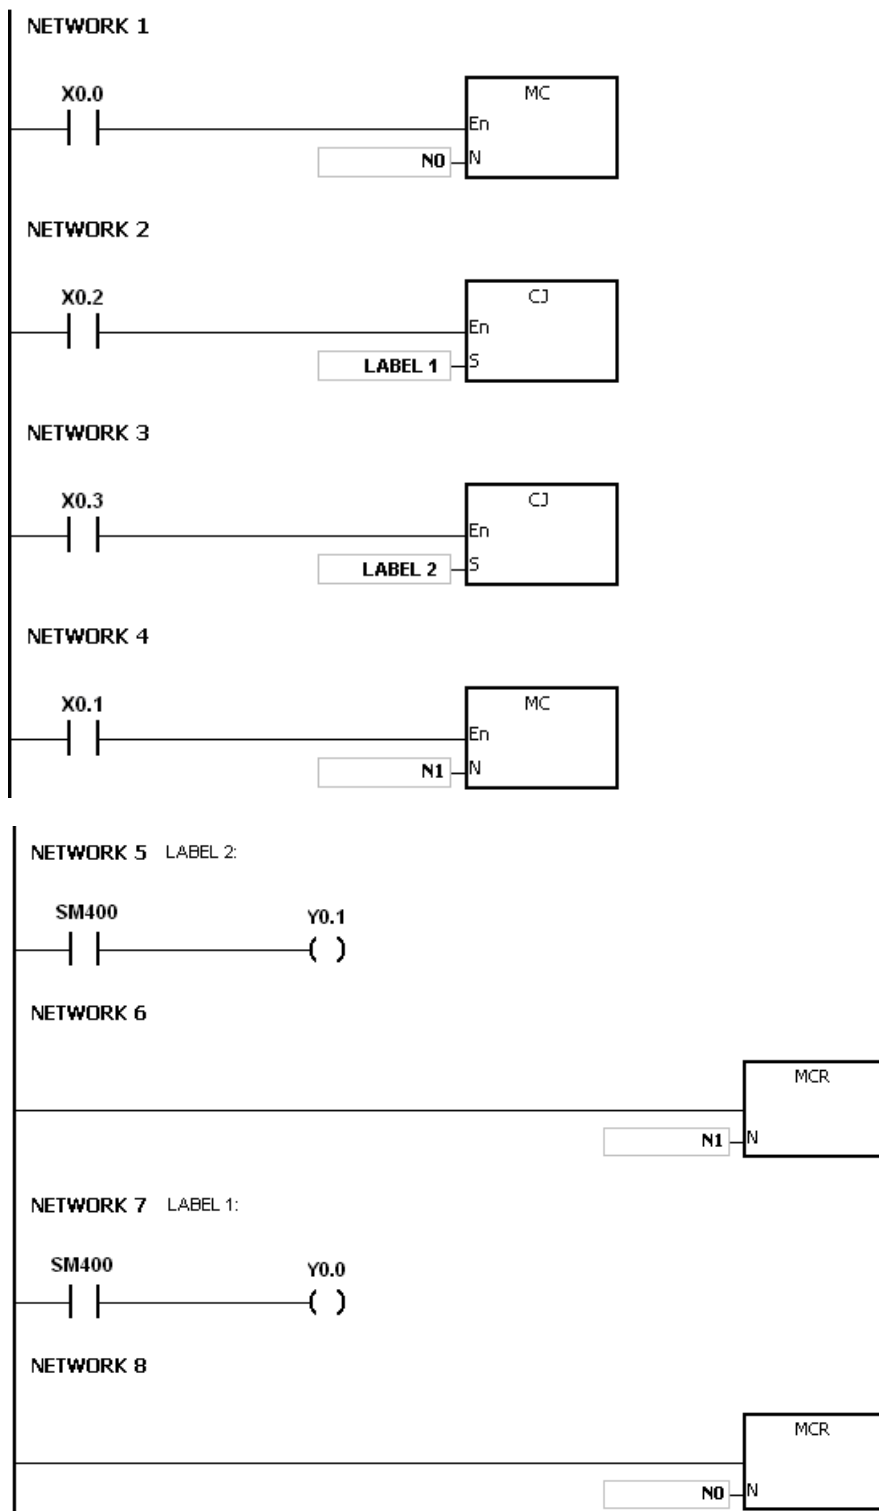 NETWORK 1
X0.0
MC
En
N0 N
NETWORK 2
X0.2
CJ
En
LABEL 1 S
NETWORK 3
X0.3
CJ
En
LABEL 2 S
NETWORK 4
X0.1
MC
En
N1 N
NETWORK 5 LABEL 2:
SM400 Y0.1
NETWORK 6
MCR
N1 N
NETWORK 7 LABEL 1:
SM400 Y0.0
NETWORK 8
MCR
N0 N